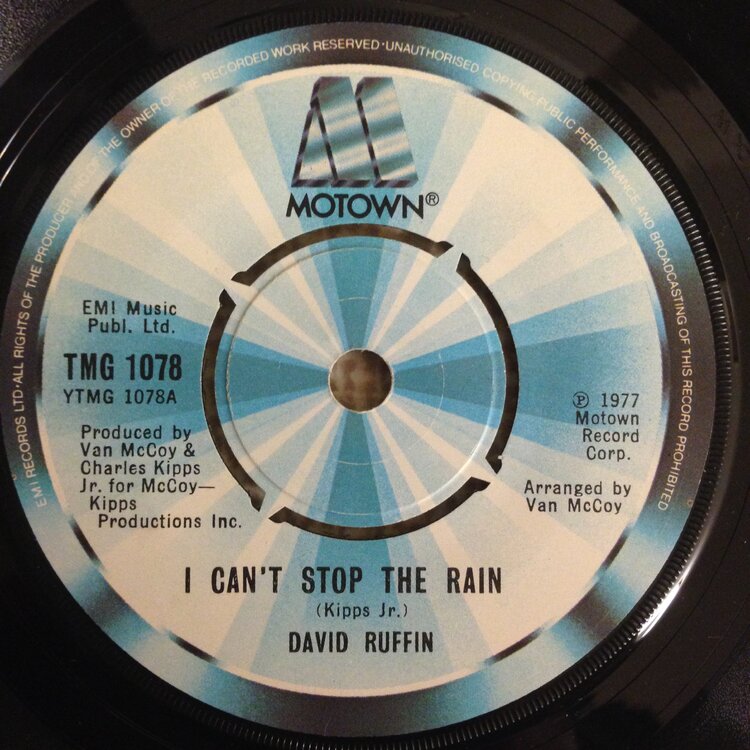 EMI RECORDS LTD·ALL RIGHTS OF THE PRODUCER AND OF THE OWNER OF THE RECORDED WORK RESERVED·UNAUTHORISED COPYING PUBLIC PERFORMANCE AND BROADCASTING OF THIS RECORD PROHIBITED
MOTOWN®
EMI Music
Publ. Ltd.
TMG 1078
YTMG 1078A
Produced by
Van McCoy &
Charles Kipps
Jr. for McCoy—
Kipps
Productions Inc.
℗ 1977
Motown
Record
Corp.
Arranged by
Van McCoy
I CAN'T STOP THE RAIN
(Kipps Jr.)
DAVID RUFFIN